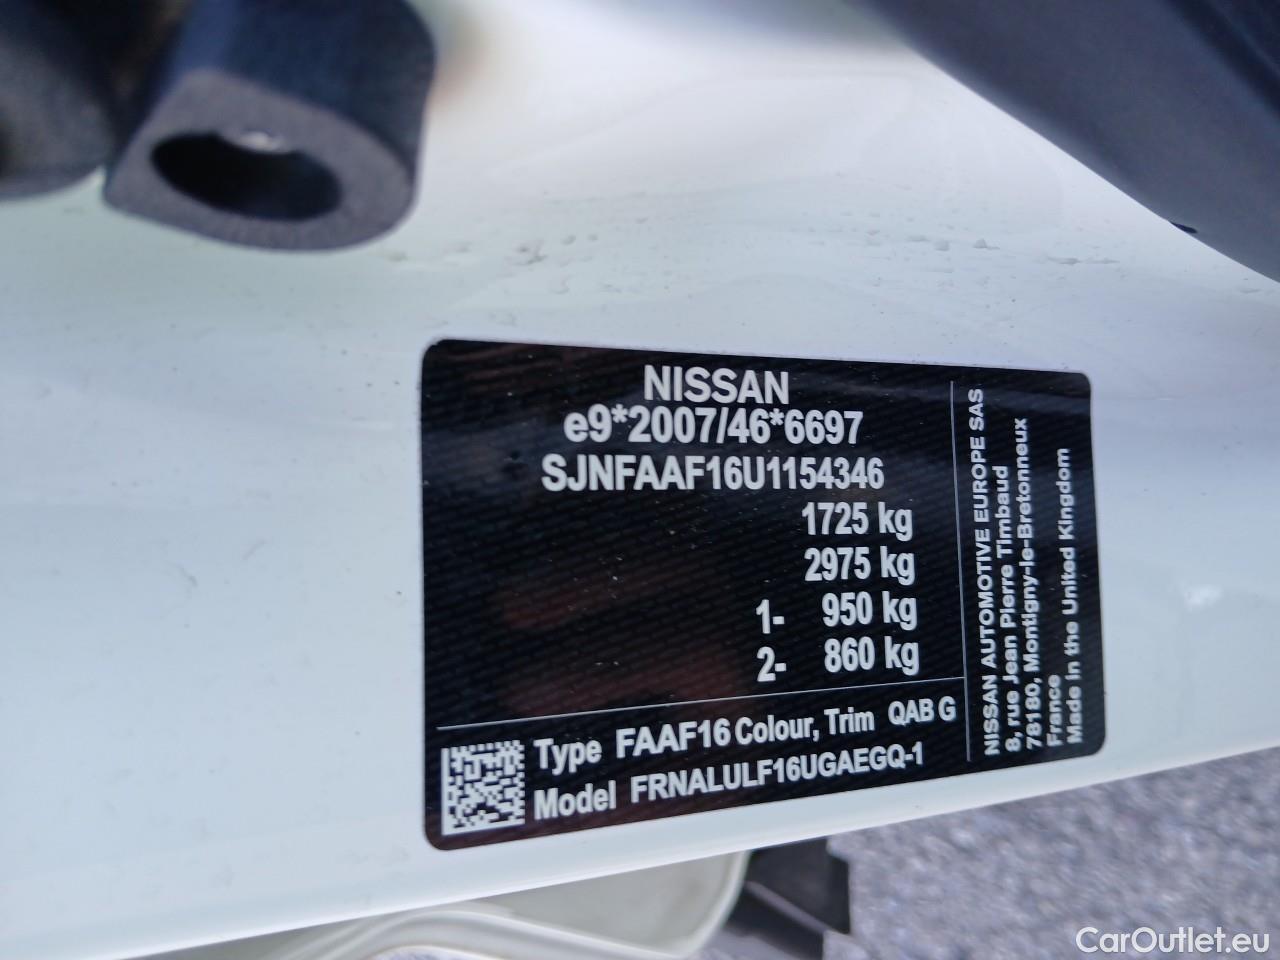 NISSAN
e9*2007/46*6697
SJNFAAF16U1154346
1725 kg
2975 kg
1- 950 kg
2- 860 kg
Type FAAF16 Colour, Trim QAB G
Model FRNALULF16UGAEGQ-1
NISSAN AUTOMOTIVE EUROPE SAS
8, rue Jean Pierre Timbaud
78180, Montigny-le-Bretonneux
France
Made in the United Kingdom
CarOutlet.eu